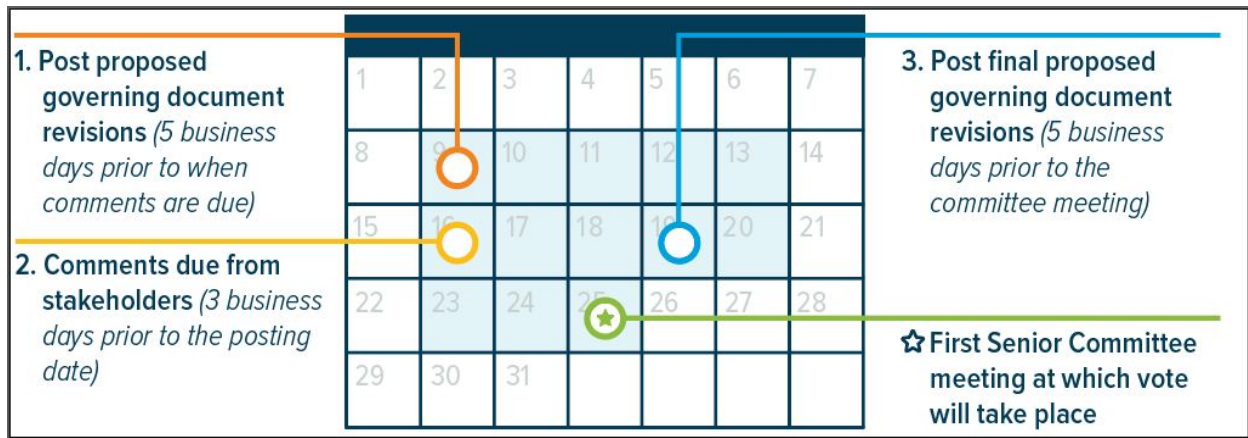 1. Post proposed
governing document
revisions (5 business
days prior to when
comments are due)
2. Comments due from
stakeholders (3 business
days prior to the posting
date)
1 2 3 4 5 6 7
8 9 10 11 12 13 14
15 16 17 18 19 20 21
22 23 24 25 26 27 28
29 30 31
3. Post final proposed
governing document
revisions (5 business
days prior to the
committee meeting)
First Senior Committee
meeting at which vote
will take place